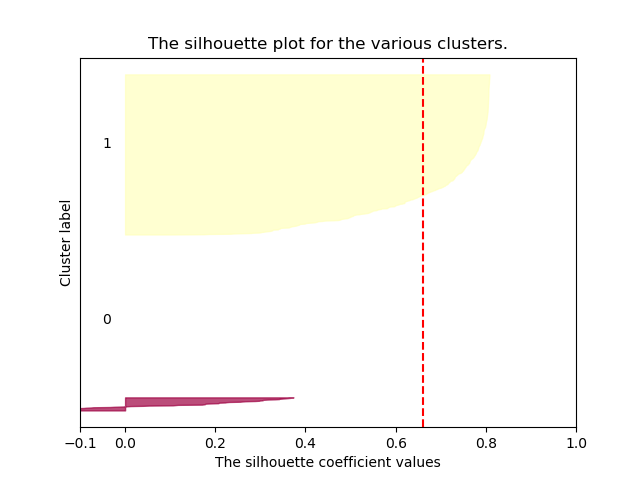 The silhouette plot for the various clusters.
Cluster label
1
0
−0.1 0.0 0.2 0.4 0.6 0.8 1.0
The silhouette coefficient values